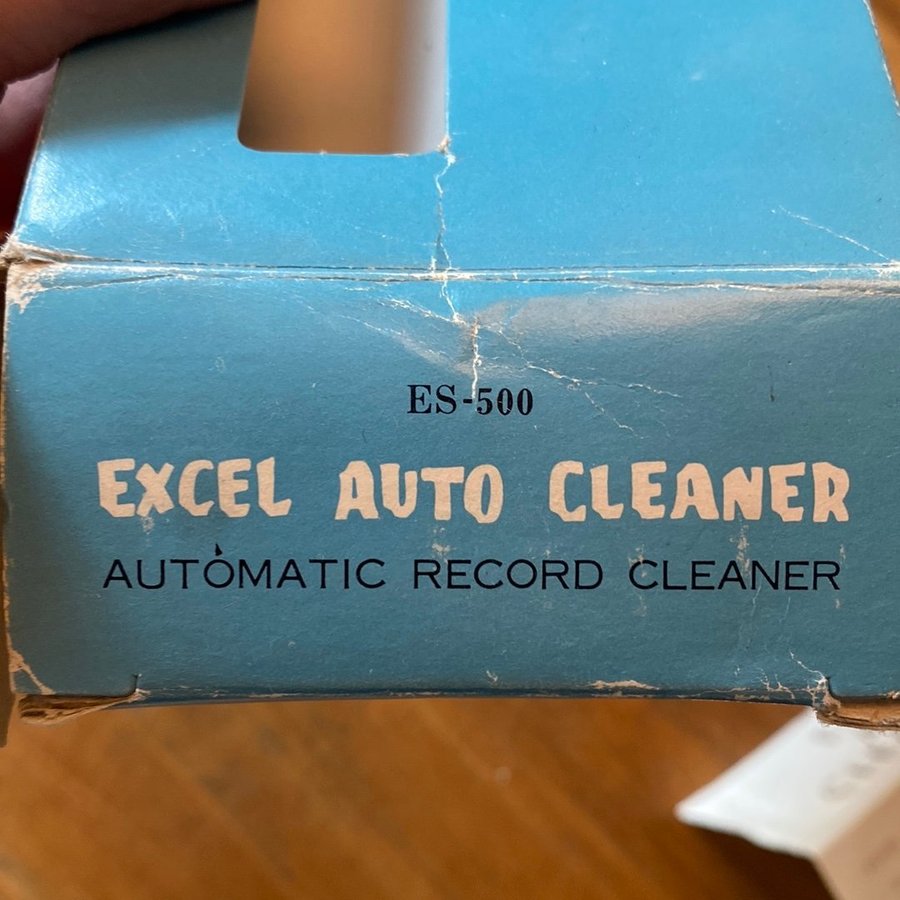 ES-500
EXCEL AUTO CLEANER
AUTOMATIC RECORD CLEANER